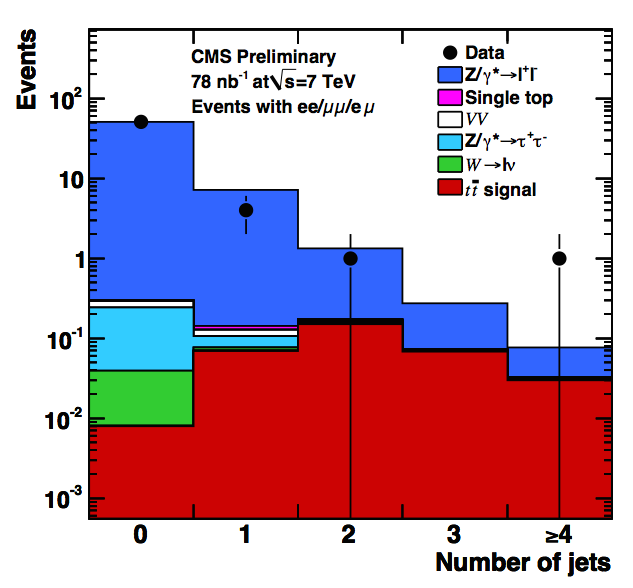 Events
CMS Preliminary
78 nb⁻¹ at √s=7 TeV
Events with ee/μμ/eμ
Data
Z/γ*→l⁺l⁻
Single top
VV
Z/γ*→τ⁺τ⁻
W→lν
tt̄ signal
10²
10
1
10⁻¹
10⁻²
10⁻³
0 1 2 3 ≥4
Number of jets